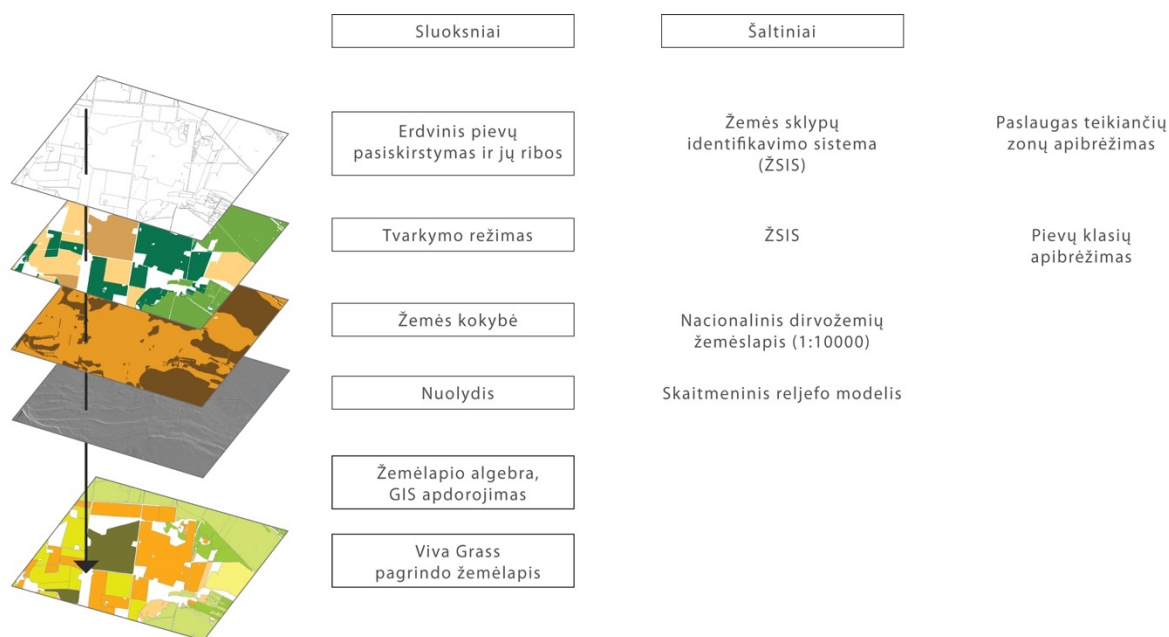 Sluoksniai
Šaltiniai
Erdvinis pievų
pasiskirstymas ir jų ribos
Žemės sklypų
identifikavimo sistema
(ŽSIS)
Paslaugas teikiančių
zonų apibrėžimas
Tvarkymo režimas
ŽSIS
Pievų klasių
apibrėžimas
Žemės kokybė
Nacionalinis dirvožemių
žemėslapis (1:10000)
Nuolydis
Skaitmeninis reljefo modelis
Žemėlapio algebra,
GIS apdorojimas
Viva Grass
pagrindo žemėlapis